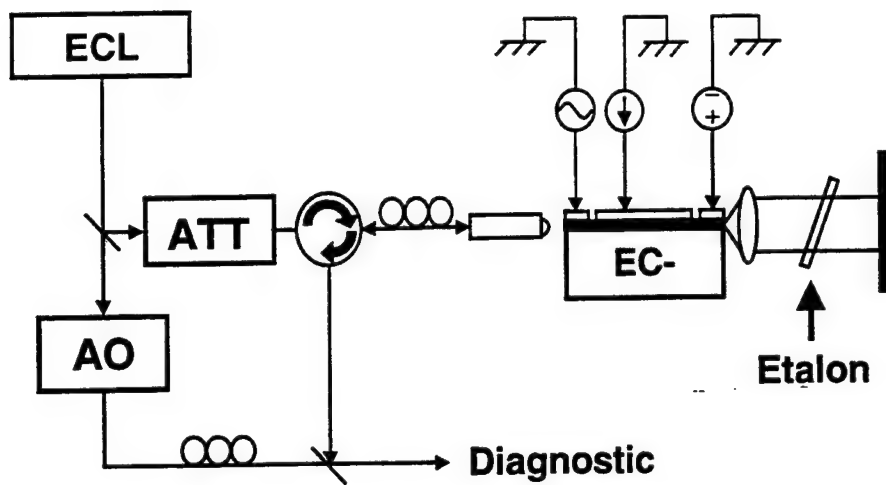 ECL
ATT
EC-
AO
Etalon
Diagnostic
− +